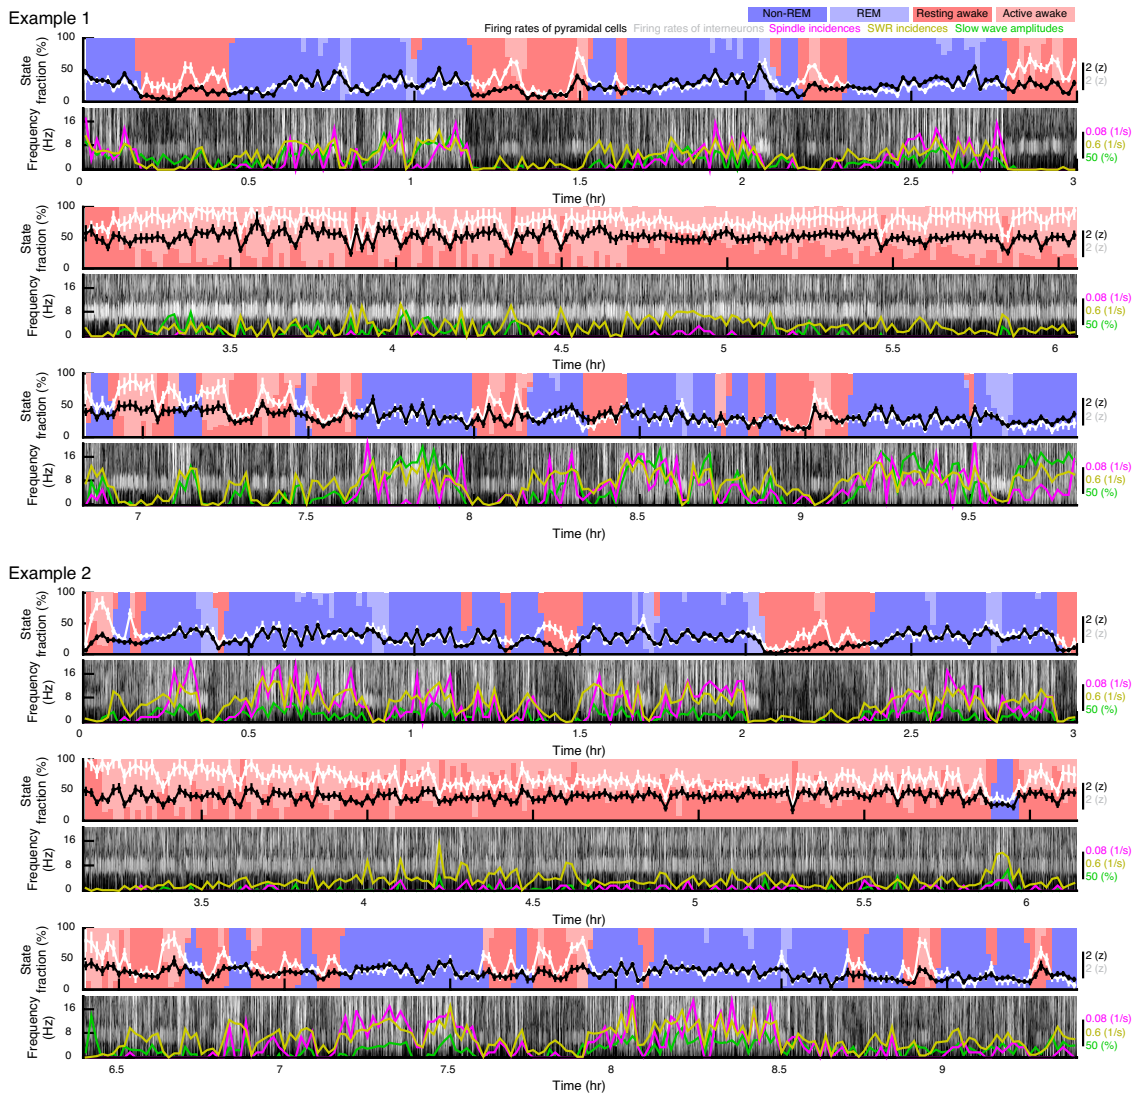 Example 1
Non-REM REM Resting awake Active awake
Firing rates of pyramidal cells Firing rates of interneurons Spindle incidences SWR incidences Slow wave amplitudes
State
fraction (%)
100
50
0
2 (z)
2 (z)
Frequency
(Hz)
16
8
0
0.08 (1/s)
0.6 (1/s)
50 (%)
0 0.5 1 1.5 2 2.5 3
Time (hr)
State
fraction (%)
100
50
0
2 (z)
2 (z)
Frequency
(Hz)
16
8
0
0.08 (1/s)
0.6 (1/s)
50 (%)
3.5 4 4.5 5 5.5 6
Time (hr)
State
fraction (%)
100
50
0
2 (z)
2 (z)
Frequency
(Hz)
16
8
0
0.08 (1/s)
0.6 (1/s)
50 (%)
7 7.5 8 8.5 9 9.5
Time (hr)
Example 2
State
fraction (%)
100
50
0
2 (z)
2 (z)
Frequency
(Hz)
16
8
0
0.08 (1/s)
0.6 (1/s)
50 (%)
0 0.5 1 1.5 2 2.5 3
Time (hr)
State
fraction (%)
100
50
0
2 (z)
2 (z)
Frequency
(Hz)
16
8
0
0.08 (1/s)
0.6 (1/s)
50 (%)
3.5 4 4.5 5 5.5 6
Time (hr)
State
fraction (%)
100
50
0
2 (z)
2 (z)
Frequency
(Hz)
16
8
0
0.08 (1/s)
0.6 (1/s)
50 (%)
6.5 7 7.5 8 8.5 9
Time (hr)